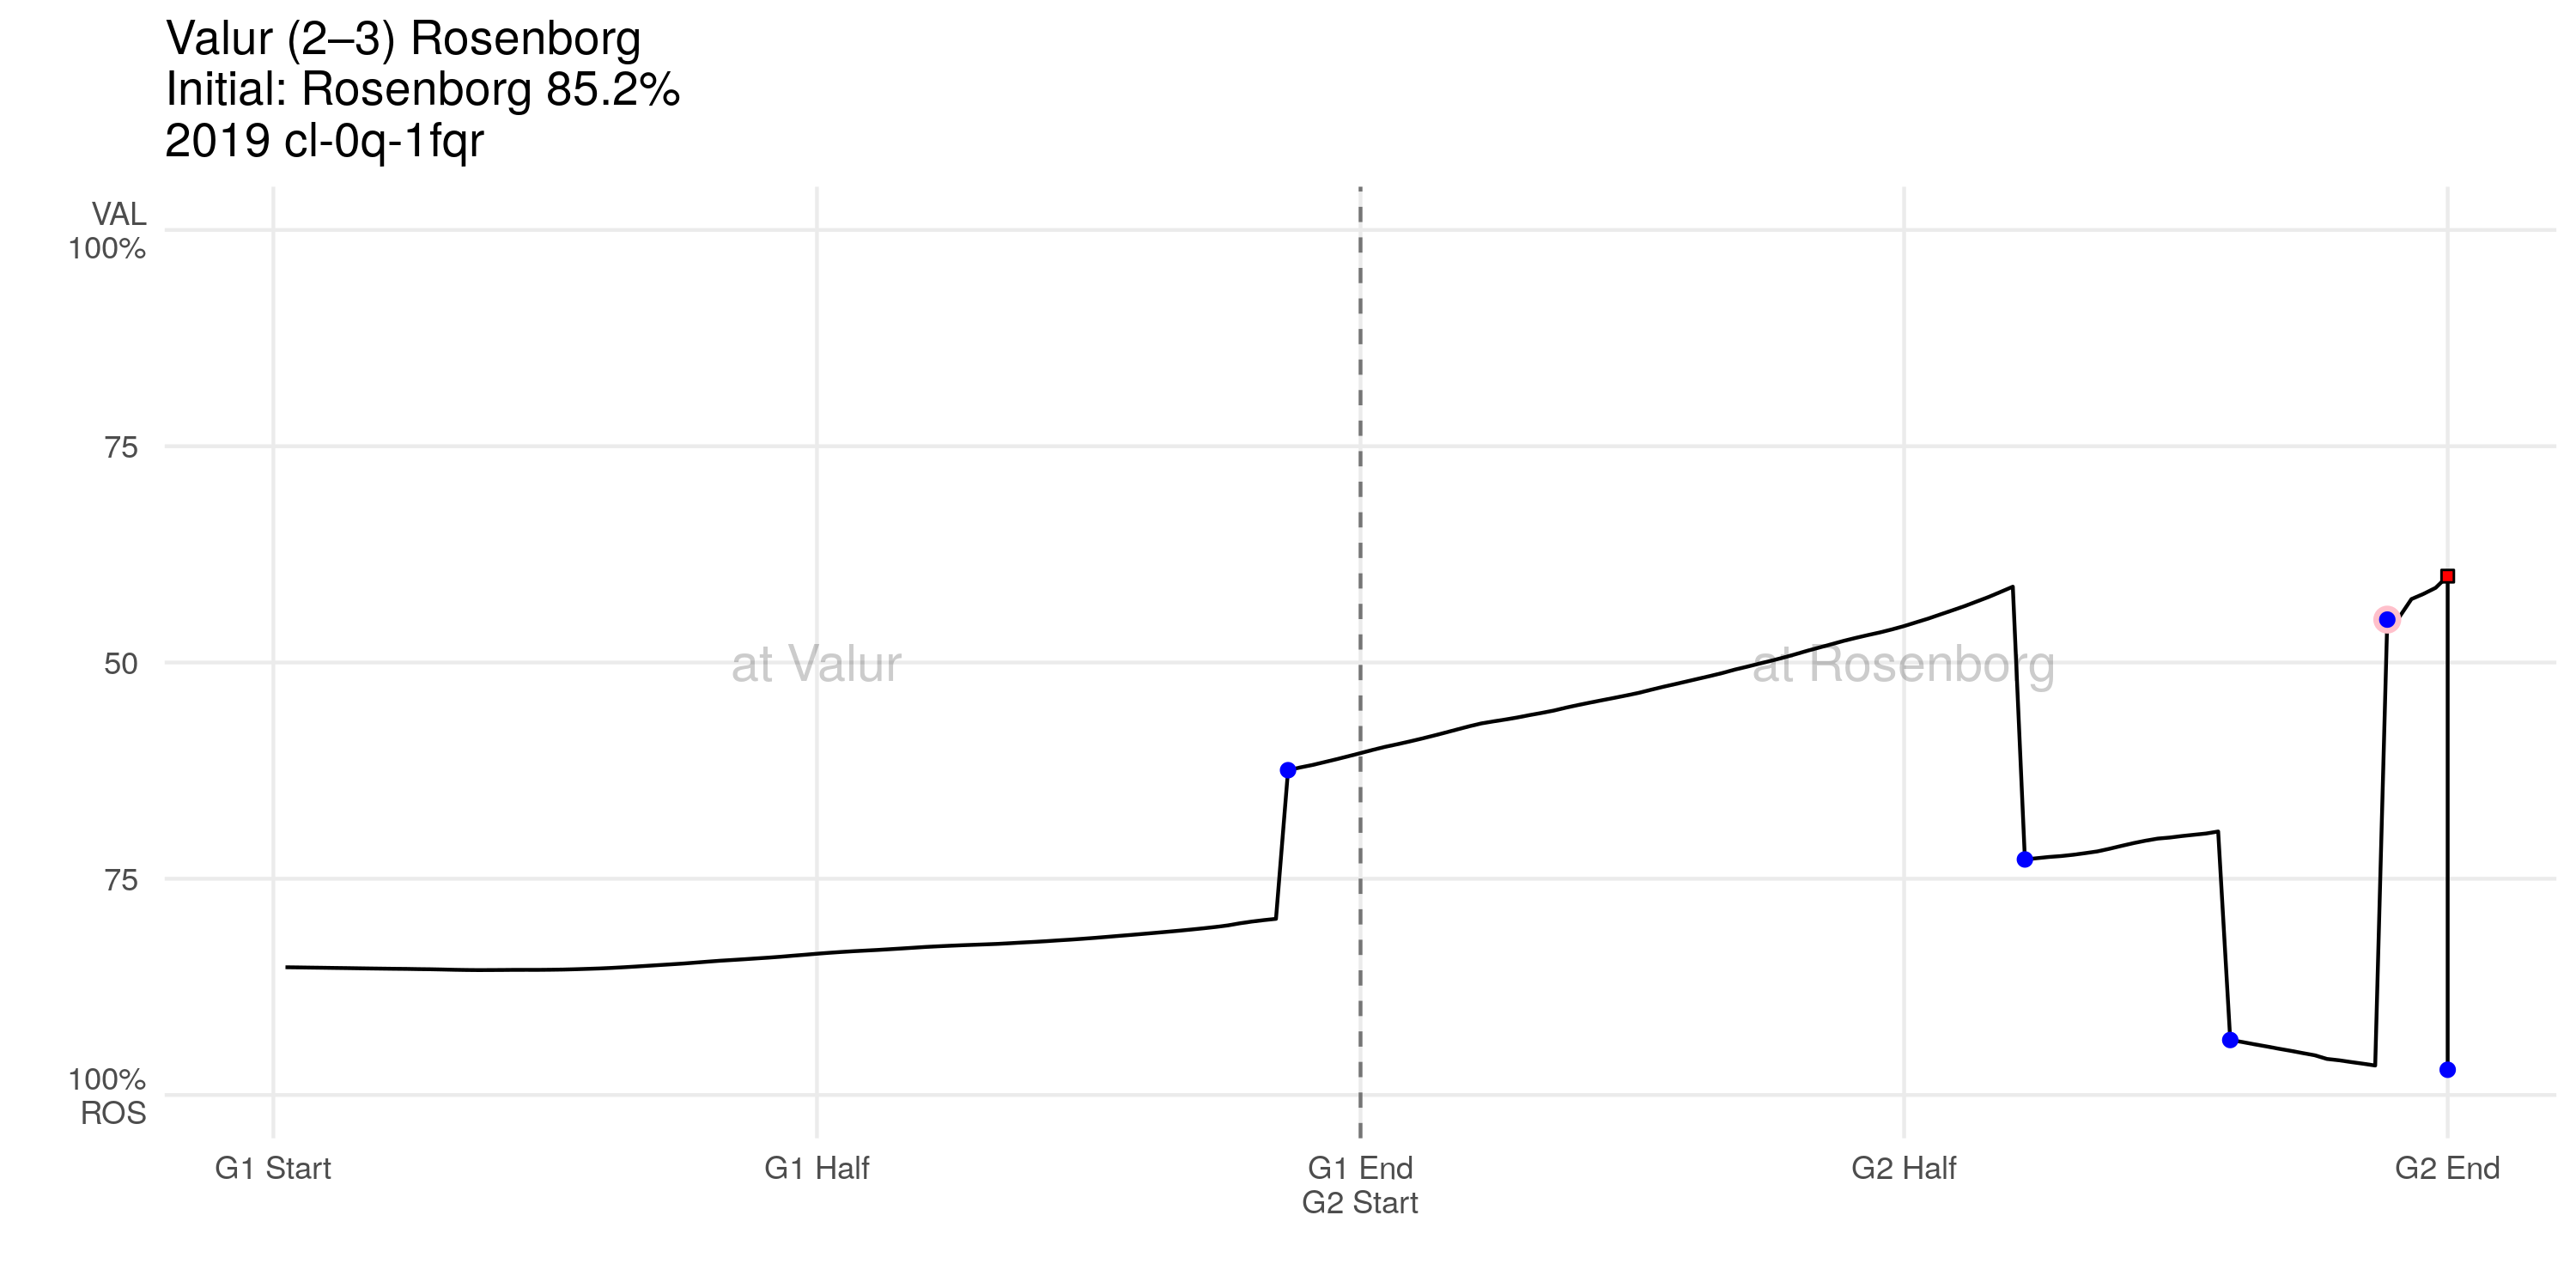 Valur (2–3) Rosenborg
Initial: Rosenborg 85.2%
2019 cl-0q-1fqr
VAL
100%
75
50
75
100%
ROS
at Valur
at Rosenborg
G1 Start
G1 Half
G1 End
G2 Start
G2 Half
G2 End